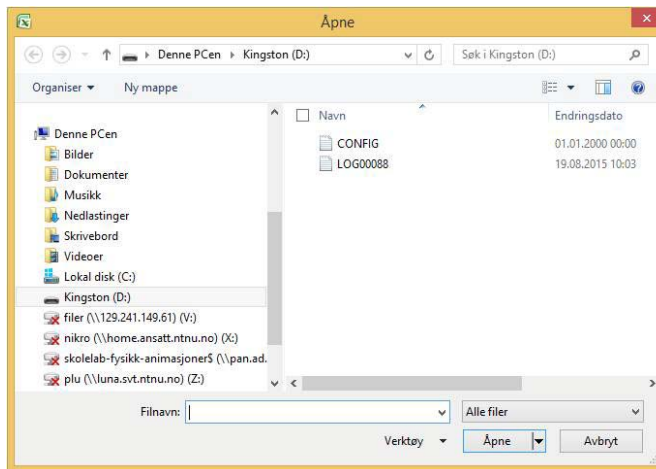 Åpne
Denne PCen Kingston (D:) Søk i Kingston (D:)
Organiser Ny mappe
Navn Endringsdato
Denne PCen
Bilder
Dokumenter
Musikk
Nedlastinger
Skrivebord
Videoer
Lokal disk (C:)
Kingston (D:)
filer (\\129.241.149.61) (V:)
nikro (\\home.ansatt.ntnu.no) (X:)
skolelab-fysikk-animasjoner$ (\\pan.ad.
plu (\\luna.svt.ntnu.no) (Z:)
CONFIG 01.01.2000 00:00
LOG00088 19.08.2015 10:03
Filnavn: Alle filer
Verktøy Åpne Avbryt